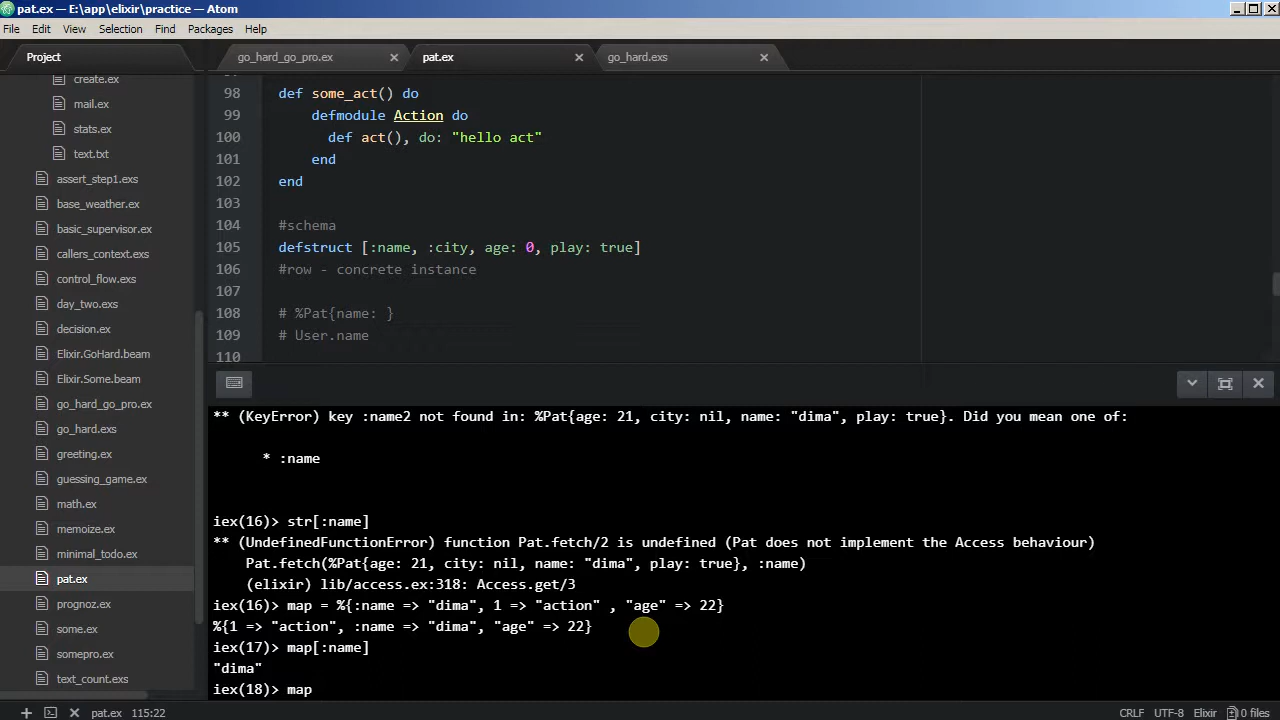 pat.ex — E:\app\elixir\practice — Atom
File Edit View Selection Find Packages Help
Project
go_hard_go_pro.ex
pat.ex
go_hard.exs
create.ex
mail.ex
stats.ex
text.txt
assert_step1.exs
base_weather.ex
basic_supervisor.ex
callers_context.exs
control_flow.exs
day_two.exs
decision.ex
Elixir.GoHard.beam
Elixir.Some.beam
go_hard_go_pro.ex
go_hard.exs
greeting.ex
guessing_game.ex
math.ex
memoize.ex
minimal_todo.ex
pat.ex
prognoz.ex
some.ex
somepro.ex
text_count.exs
98 def some_act() do
99 defmodule Action do
100 def act(), do: "hello act"
101 end
102 end
103
104 #schema
105 defstruct [:name, :city, age: 0, play: true]
106 #row - concrete instance
107
108 # %Pat{name: }
109 # User.name
110
** (KeyError) key :name2 not found in: %Pat{age: 21, city: nil, name: "dima", play: true}. Did you mean one of:
* :name
iex(16)> str[:name]
** (UndefinedFunctionError) function Pat.fetch/2 is undefined (Pat does not implement the Access behaviour)
Pat.fetch(%Pat{age: 21, city: nil, name: "dima", play: true}, :name)
(elixir) lib/access.ex:318: Access.get/3
iex(16)> map = %{:name => "dima", 1 => "action" , "age" => 22}
%{1 => "action", :name => "dima", "age" => 22}
iex(17)> map[:name]
"dima"
iex(18)> map
pat.ex 115:22
CRLF UTF-8 Elixir 0 files